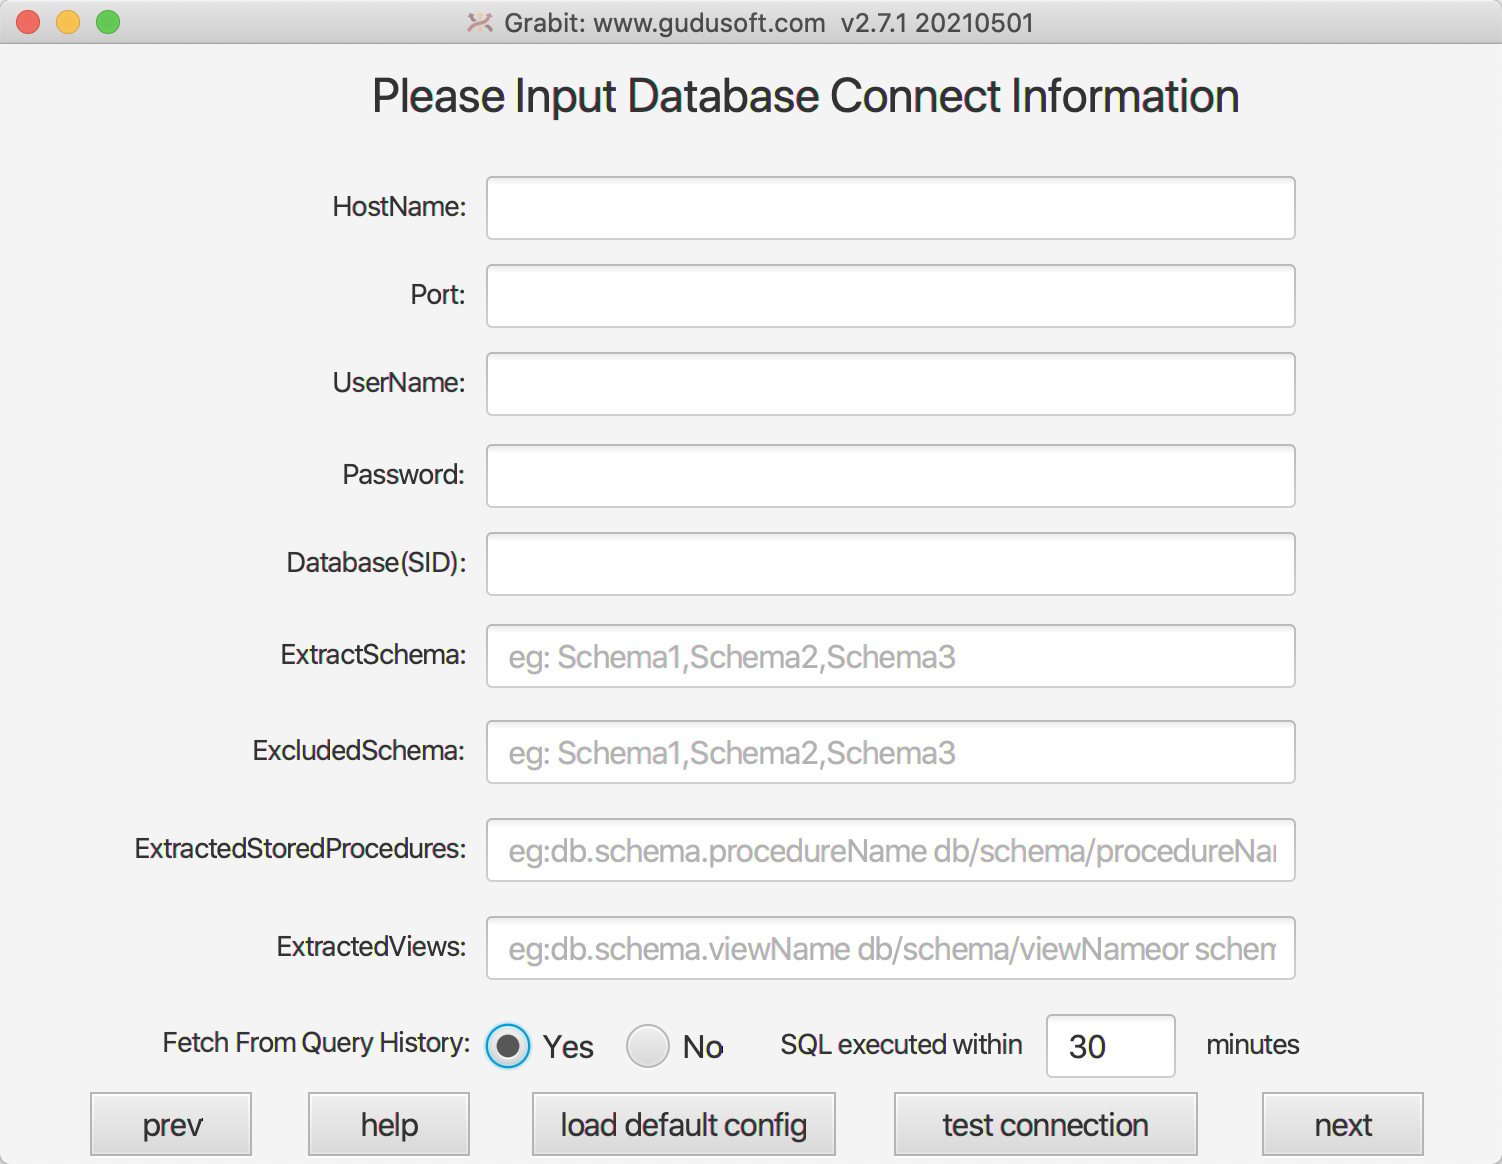 Grabit: www.gudusoft.com v2.7.1 20210501
Please Input Database Connect Information
HostName:
Port:
UserName:
Password:
Database(SID):
ExtractSchema: eg: Schema1,Schema2,Schema3
ExcludedSchema: eg: Schema1,Schema2,Schema3
ExtractedStoredProcedures: eg:db.schema.procedureName db/schema/procedureNa
ExtractedViews: eg:db.schema.viewName db/schema/viewNameor schem
Fetch From Query History: Yes No SQL executed within 30 minutes
prev help load default config test connection next